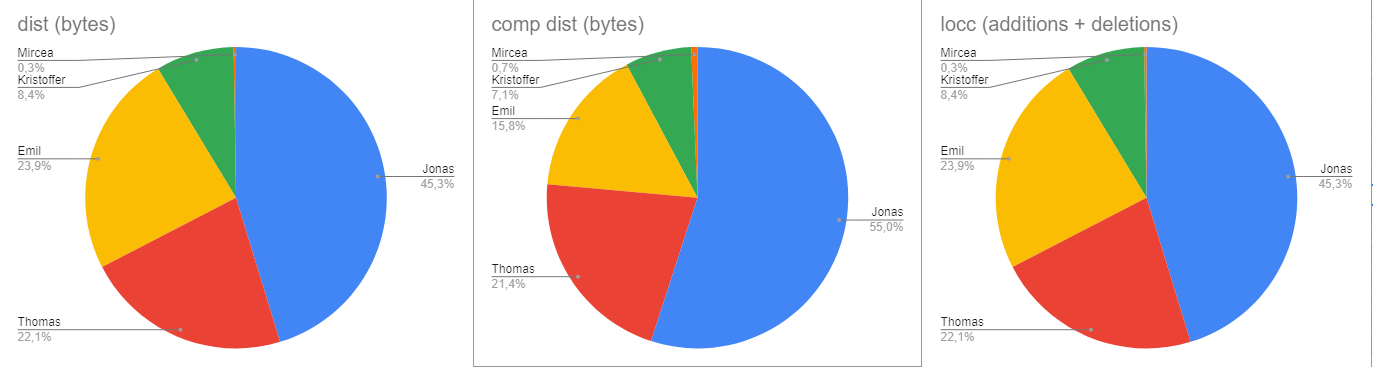 dist (bytes)
Mircea
0,3%
Kristoffer
8,4%
Emil
23,9%
Jonas
45,3%
Thomas
22,1%
comp dist (bytes)
Mircea
0,7%
Kristoffer
7,1%
Emil
15,8%
Jonas
55,0%
Thomas
21,4%
locc (additions + deletions)
Mircea
0,3%
Kristoffer
8,4%
Emil
23,9%
Jonas
45,3%
Thomas
22,1%